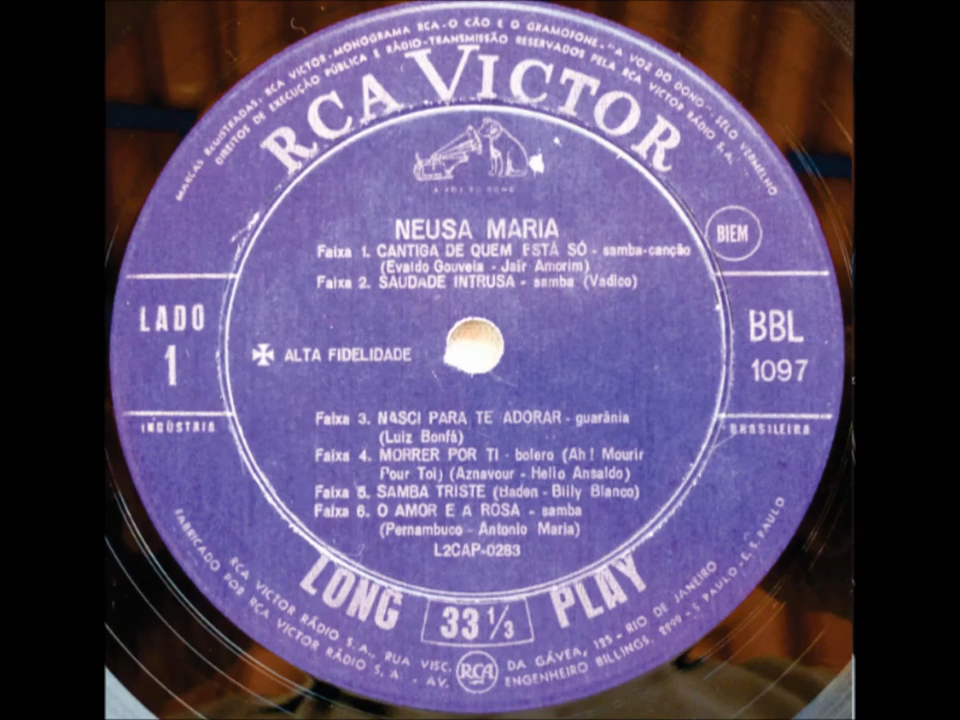 MARCAS REGISTRADAS: RCA VICTOR-MONOGRAMA RCA-O CÃO E O GRAMOFONE-"A VOZ DO DONO"-SELO VERMELHO
DIREITOS DE EXECUÇÃO PÚBLICA E RÁDIO-TRANSMISSÃO RESERVADOS PELA RCA VICTOR RÁDIO S.A.
RCA VICTOR
A VOZ DO DONO
NEUSA MARIA
BIEM
Faixa 1. CANTIGA DE QUEM ESTÁ SÓ - samba-canção
(Evaldo Gouveia - Jair Amorim)
Faixa 2. SAUDADE INTRUSA - samba (Vadico)
LADO
1
ALTA FIDELIDADE
BBL
1097
INDÚSTRIA
BRASILEIRA
Faixa 3. NASCI PARA TE ADORAR - guarânia
(Luiz Bonfá)
Faixa 4. MORRER POR TI - bolero (Ah! Mourir
Pour Toi) (Aznavour - Hello Ansaldo)
Faixa 5. SAMBA TRISTE (Baden - Billy Blanco)
Faixa 6. O AMOR E A ROSA - samba
(Pernambuco - Antonio Maria)
L2CAP-0283
LONG PLAY
33 1/3
RCA VICTOR RÁDIO S.A., RUA VISC. DA GÁVEA, 125 - RIO DE JANEIRO
FABRICADO POR RCA VICTOR RÁDIO S.A. - AV. ENGENHEIRO BILLINGS, - S. PAULO - E. S. PAULO
RCA